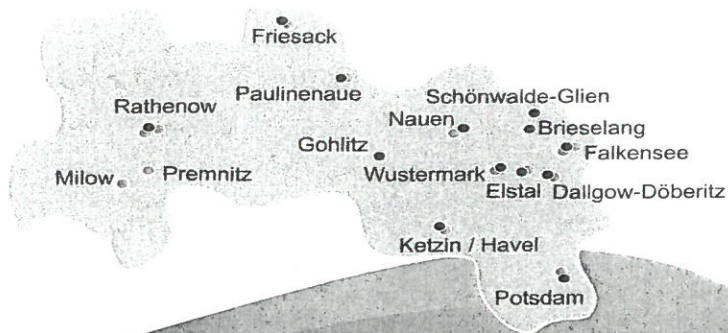 Friesack
Paulinenaue
Schönwalde-Glien
Rathenow
Nauen
Brieselang
Gohlitz
Falkensee
Milow
Premnitz
Wustermark
Elstal
Dallgow-Döberitz
Ketzin / Havel
Potsdam